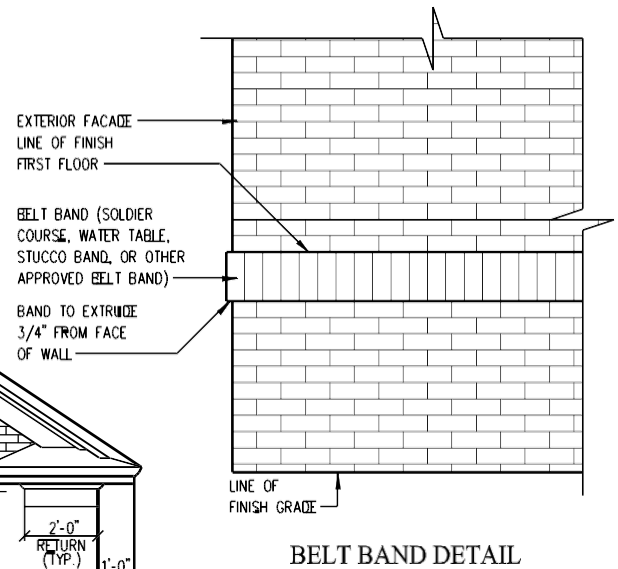 EXTERIOR FACADE
LINE OF FINISH
FIRST FLOOR
BELT BAND (SOLDIER
COURSE, WATER TABLE,
STUCCO BAND, OR OTHER
APPROVED BELT BAND)
BAND TO EXTRUDE
3/4" FROM FACE
OF WALL
LINE OF
FINISH GRADE
2'-0"
RETURN
(TYP.)
1'-0"
BELT BAND DETAIL